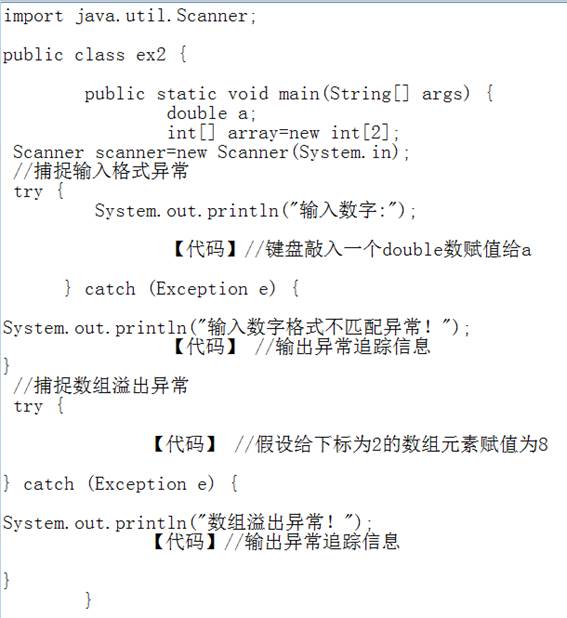 import java.util.Scanner;
public class ex2 {
public static void main(String[] args) {
double a;
int[] array=new int[2];
Scanner scanner=new Scanner(System.in);
//捕捉输入格式异常
try {
System.out.println("输入数字:");
【代码】//键盘敲入一个double数赋值给a
} catch (Exception e) {
System.out.println("输入数字格式不匹配异常！");
【代码】 //输出异常追踪信息
}
//捕捉数组溢出异常
try {
【代码】 //假设给下标为2的数组元素赋值为8
} catch (Exception e) {
System.out.println("数组溢出异常！");
【代码】//输出异常追踪信息
}
}